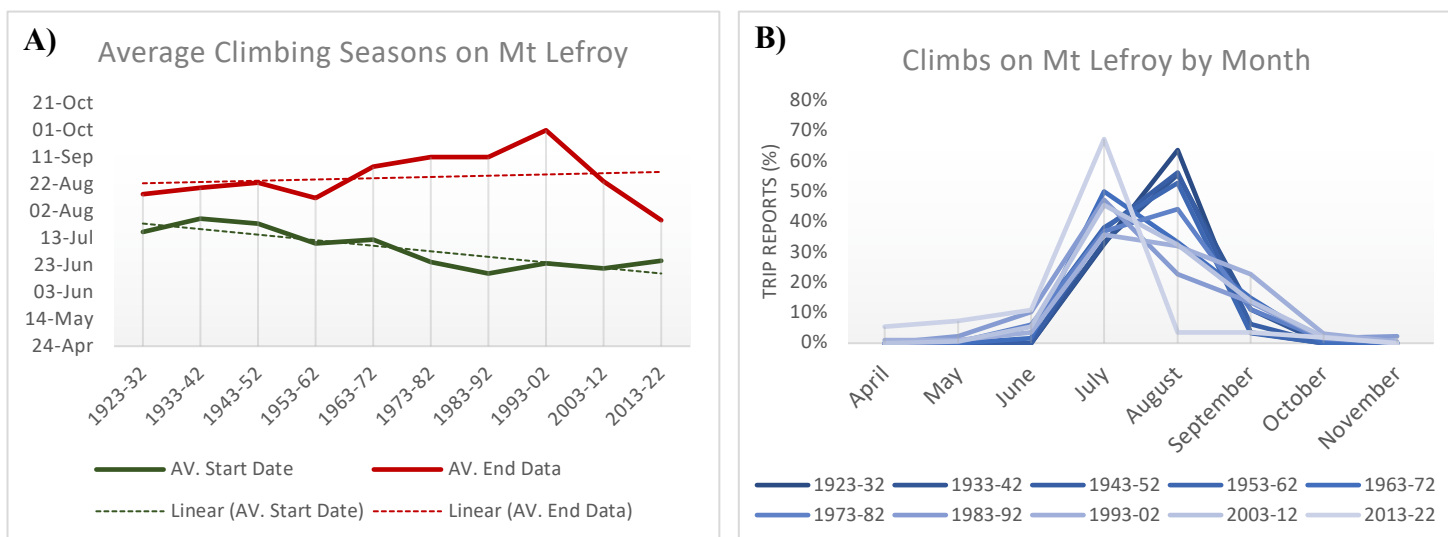 A)
Average Climbing Seasons on Mt Lefroy
21-Oct
01-Oct
11-Sep
22-Aug
02-Aug
13-Jul
23-Jun
03-Jun
14-May
24-Apr
1923-32
1933-42
1943-52
1953-62
1963-72
1973-82
1983-92
1993-02
2003-12
2013-22
AV. Start Date
AV. End Data
Linear (AV. Start Date)
Linear (AV. End Data)
B)
Climbs on Mt Lefroy by Month
TRIP REPORTS (%)
80%
70%
60%
50%
40%
30%
20%
10%
0%
April
May
June
July
August
September
October
November
1923-32
1933-42
1943-52
1953-62
1963-72
1973-82
1983-92
1993-02
2003-12
2013-22